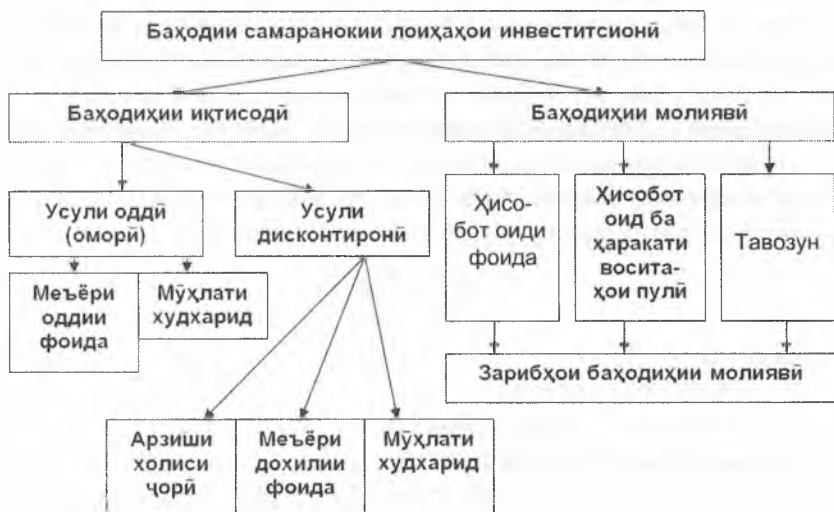 Баҳодии самаранокии лоиҳаҳои инвеститсионӣ
Баҳодиҳии иқтисодӣ
Баҳодиҳии молиявӣ
Усули оддӣ
(оморӣ)
Усули
дисконтиронӣ
Ҳисо-
бот оиди
фоида
Ҳисобот
оид ба
ҳаракати
восита-
ҳои пулӣ
Тавозун
Меъёри
оддии
фоида
Мӯҳлати
худхарид
Зарибҳои баҳодиҳии молиявӣ
Арзиши
холиси
ҷорӣ
Меъёри
дохилии
фоида
Мӯҳлати
худхарид